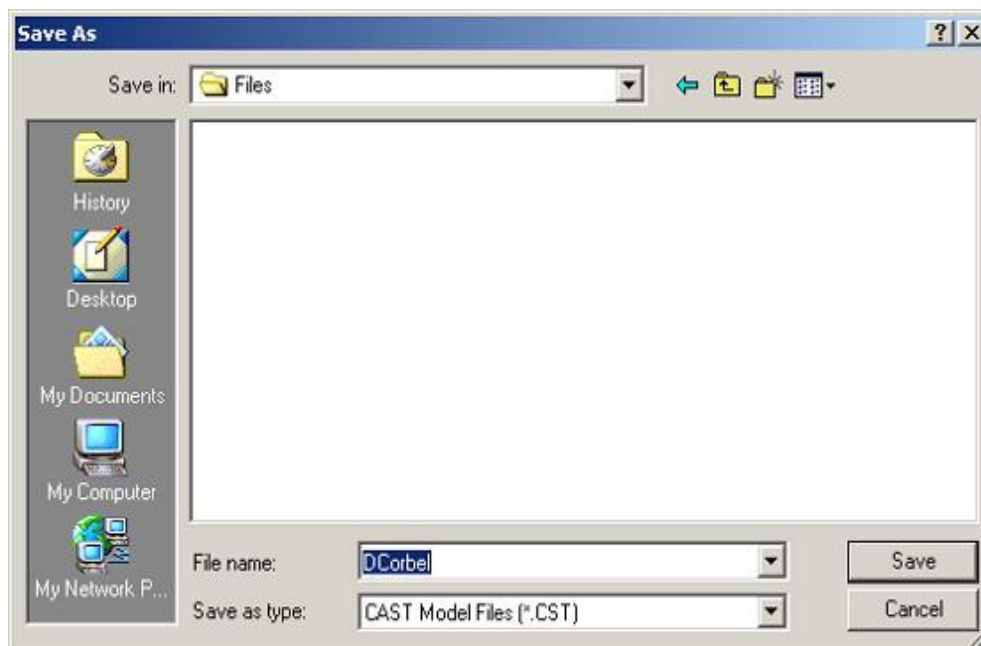 Save As
Save in:
Files
History
Desktop
My Documents
My Computer
My Network P...
File name:
DCorbel
Save
Save as type:
CAST Model Files (*.CST)
Cancel